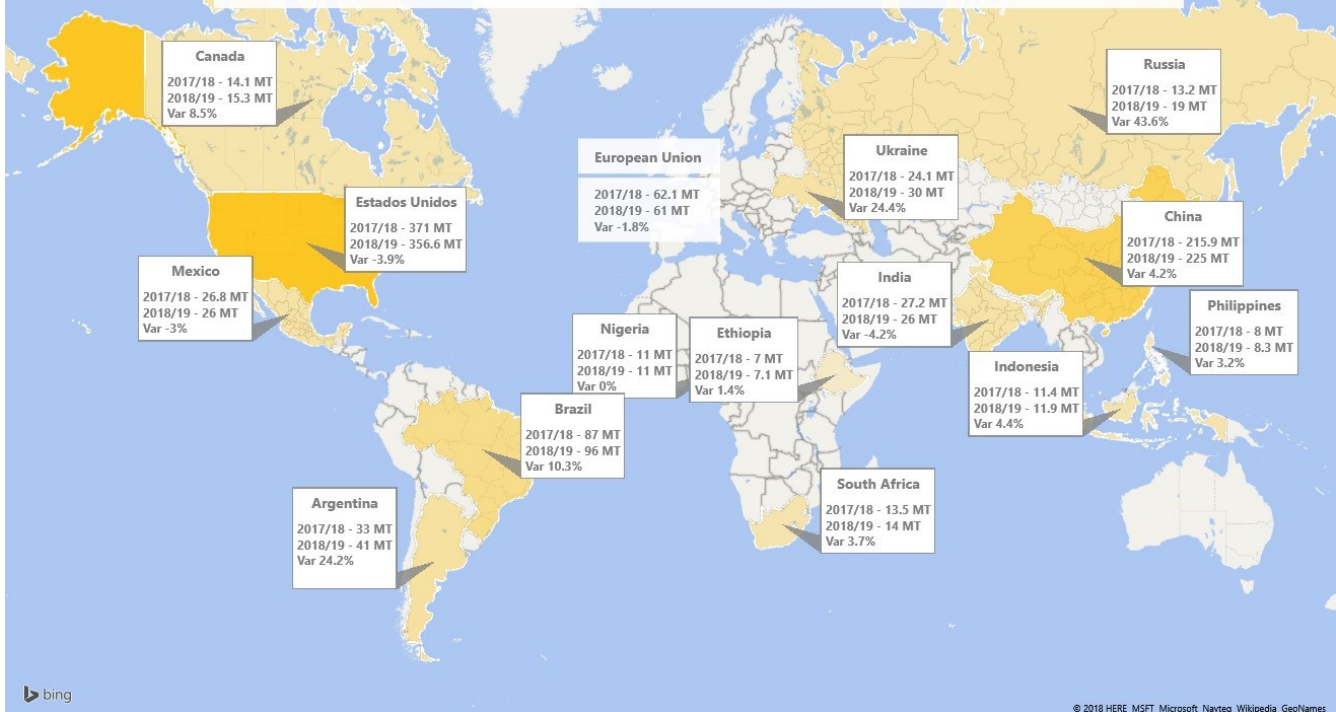 Canada
2017/18 - 14.1 MT
2018/19 - 15.3 MT
Var 8.5%
Russia
2017/18 - 13.2 MT
2018/19 - 19 MT
Var 43.6%
European Union
2017/18 - 62.1 MT
2018/19 - 61 MT
Var -1.8%
Ukraine
2017/18 - 24.1 MT
2018/19 - 30 MT
Var 24.4%
Estados Unidos
2017/18 - 371 MT
2018/19 - 356.6 MT
Var -3.9%
China
2017/18 - 215.9 MT
2018/19 - 225 MT
Var 4.2%
Mexico
2017/18 - 26.8 MT
2018/19 - 26 MT
Var -3%
India
2017/18 - 27.2 MT
2018/19 - 26 MT
Var -4.2%
Philippines
2017/18 - 8 MT
2018/19 - 8.3 MT
Var 3.2%
Nigeria
2017/18 - 11 MT
2018/19 - 11 MT
Var 0%
Ethiopia
2017/18 - 7 MT
2018/19 - 7.1 MT
Var 1.4%
Indonesia
2017/18 - 11.4 MT
2018/19 - 11.9 MT
Var 4.4%
Brazil
2017/18 - 87 MT
2018/19 - 96 MT
Var 10.3%
South Africa
2017/18 - 13.5 MT
2018/19 - 14 MT
Var 3.7%
Argentina
2017/18 - 33 MT
2018/19 - 41 MT
Var 24.2%
bing
© 2018 HERE MSFT Microsoft Navteq Wikipedia GeoNames